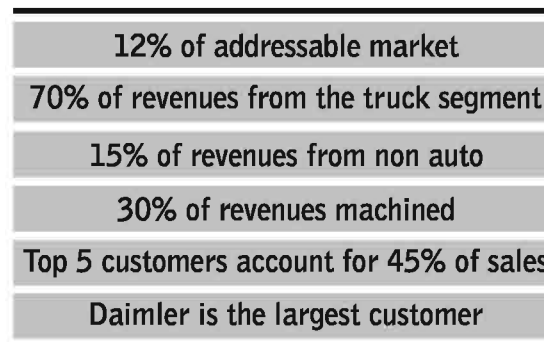 12% of addressable market
70% of revenues from the truck segment
15% of revenues from non auto
30% of revenues machined
Top 5 customers account for 45% of sales
Daimler is the largest customer